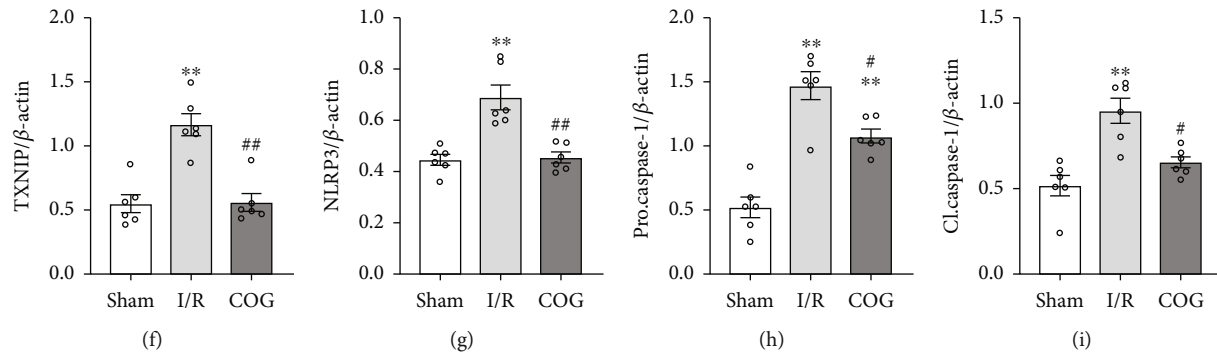 TXNIP/β-actin
2.0
1.5
1.0
0.5
0.0
**
##
Sham I/R COG
(f)
NLRP3/β-actin
1.0
0.8
0.6
0.4
0.2
0.0
**
##
Sham I/R COG
(g)
Pro.caspase-1/β-actin
2.0
1.5
1.0
0.5
0.0
**
#
**
Sham I/R COG
(h)
Cl.caspase-1/β-actin
1.5
1.0
0.5
0.0
**
#
Sham I/R COG
(i)